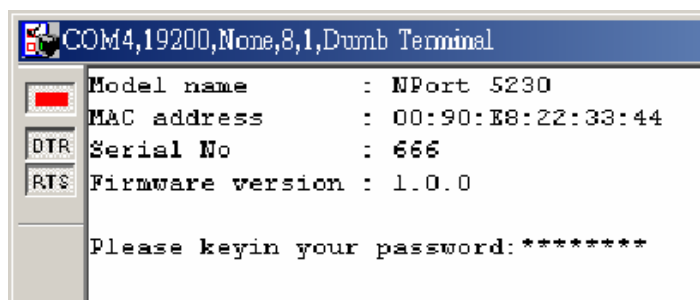 COM4,19200,None,8,1,Dumb Terminal
Model name : NPort 5230
MAC address : 00:90:E8:22:33:44
DTR
Serial No : 666
RTS
Firmware version : 1.0.0
Please keyin your password:********